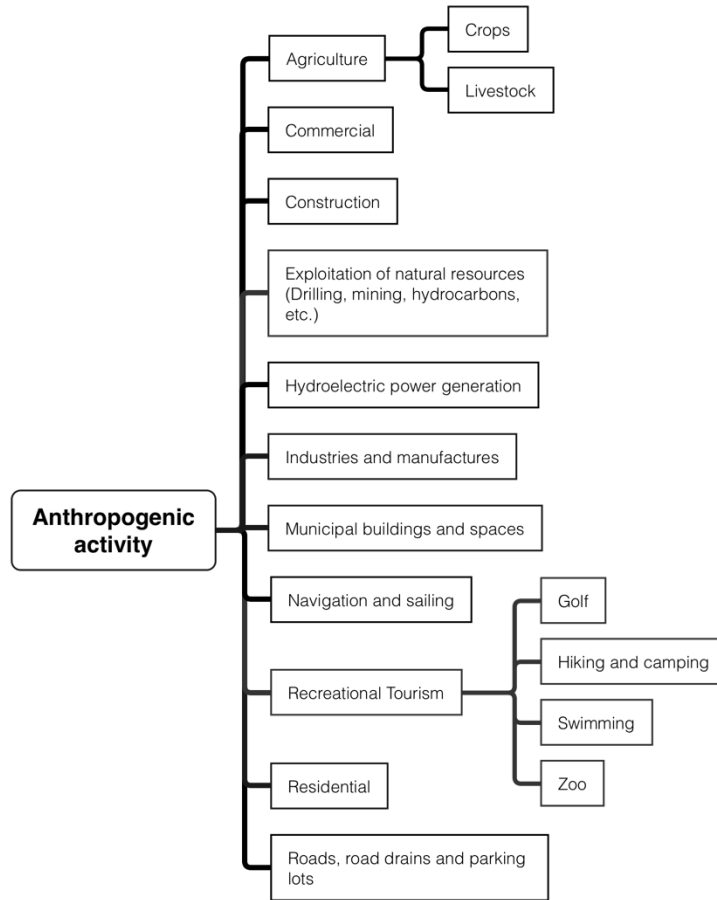 Crops
Agriculture
Livestock
Commercial
Construction
Exploitation of natural resources
(Drilling, mining, hydrocarbons,
etc.)
Hydroelectric power generation
Industries and manufactures
Anthropogenic
activity
Municipal buildings and spaces
Navigation and sailing
Golf
Hiking and camping
Recreational Tourism
Swimming
Zoo
Residential
Roads, road drains and parking
lots